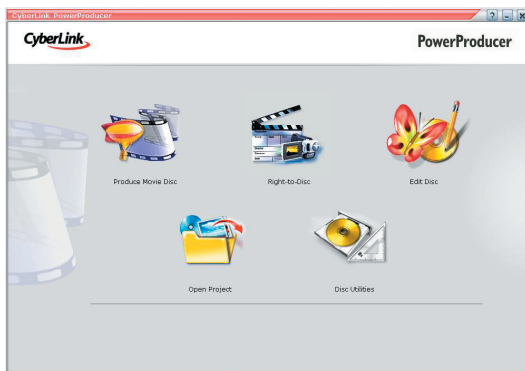 CyberLink PowerProducer
CyberLink
PowerProducer
Produce Movie Disc
Right-to-Disc
Edit Disc
Open Project
Disc Utilities